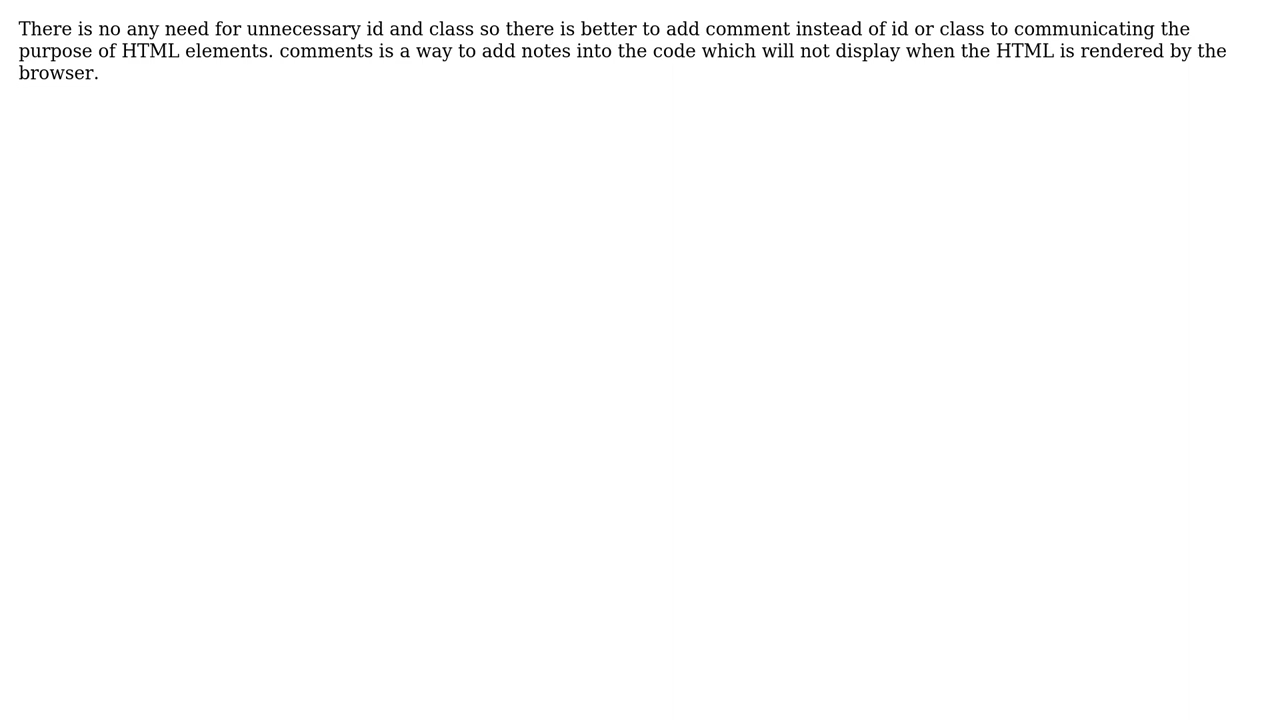 There is no any need for unnecessary id and class so there is better to add comment instead of id or class to communicating the
purpose of HTML elements. comments is a way to add notes into the code which will not display when the HTML is rendered by the
browser.